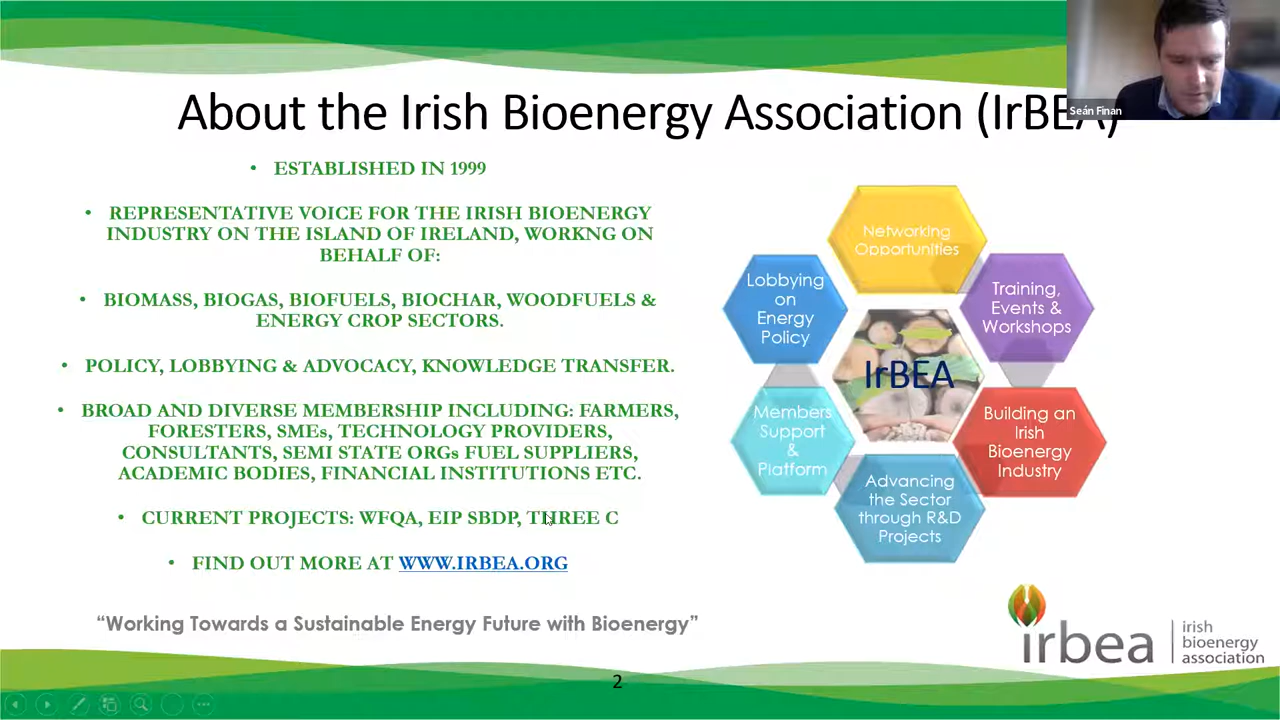 Seán Finan
About the Irish Bioenergy Association (IrBEA)
• ESTABLISHED IN 1999
• REPRESENTATIVE VOICE FOR THE IRISH BIOENERGY
INDUSTRY ON THE ISLAND OF IRELAND, WORKNG ON
BEHALF OF:
• BIOMASS, BIOGAS, BIOFUELS, BIOCHAR, WOODFUELS &
ENERGY CROP SECTORS.
• POLICY, LOBBYING & ADVOCACY, KNOWLEDGE TRANSFER.
• BROAD AND DIVERSE MEMBERSHIP INCLUDING: FARMERS,
FORESTERS, SMEs, TECHNOLOGY PROVIDERS,
CONSULTANTS, SEMI STATE ORGs FUEL SUPPLIERS,
ACADEMIC BODIES, FINANCIAL INSTITUTIONS ETC.
• CURRENT PROJECTS: WFQA, EIP SBDP, THREE C
• FIND OUT MORE AT WWW.IRBEA.ORG
“Working Towards a Sustainable Energy Future with Bioenergy”
Networking
Opportunities
Training,
Events &
Workshops
Building an
Irish
Bioenergy
Industry
Advancing
the Sector
through R&D
Projects
Members
Support
&
Platform
Lobbying
on
Energy
Policy
IrBEA
irbea
irish
bioenergy
association
2